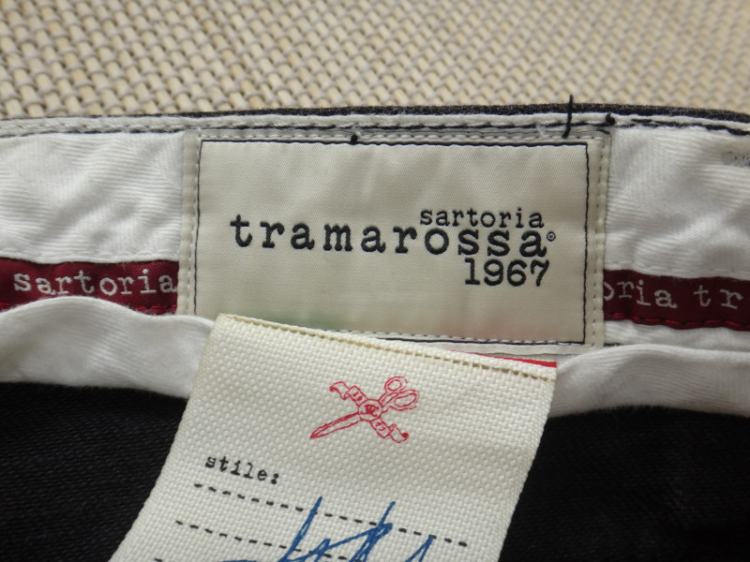 sartoria
tramarossa®
1967
sartoria
oria tr
stile: